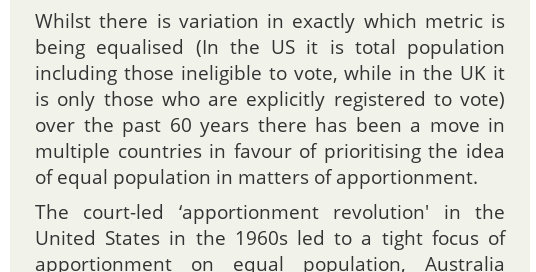 Whilst there is variation in exactly which metric is
being equalised (In the US it is total population
including those ineligible to vote, while in the UK it
is only those who are explicitly registered to vote)
over the past 60 years there has been a move in
multiple countries in favour of prioritising the idea
of equal population in matters of apportionment.
The court-led ‘apportionment revolution' in the
United States in the 1960s led to a tight focus of
apportionment on equal population, Australia